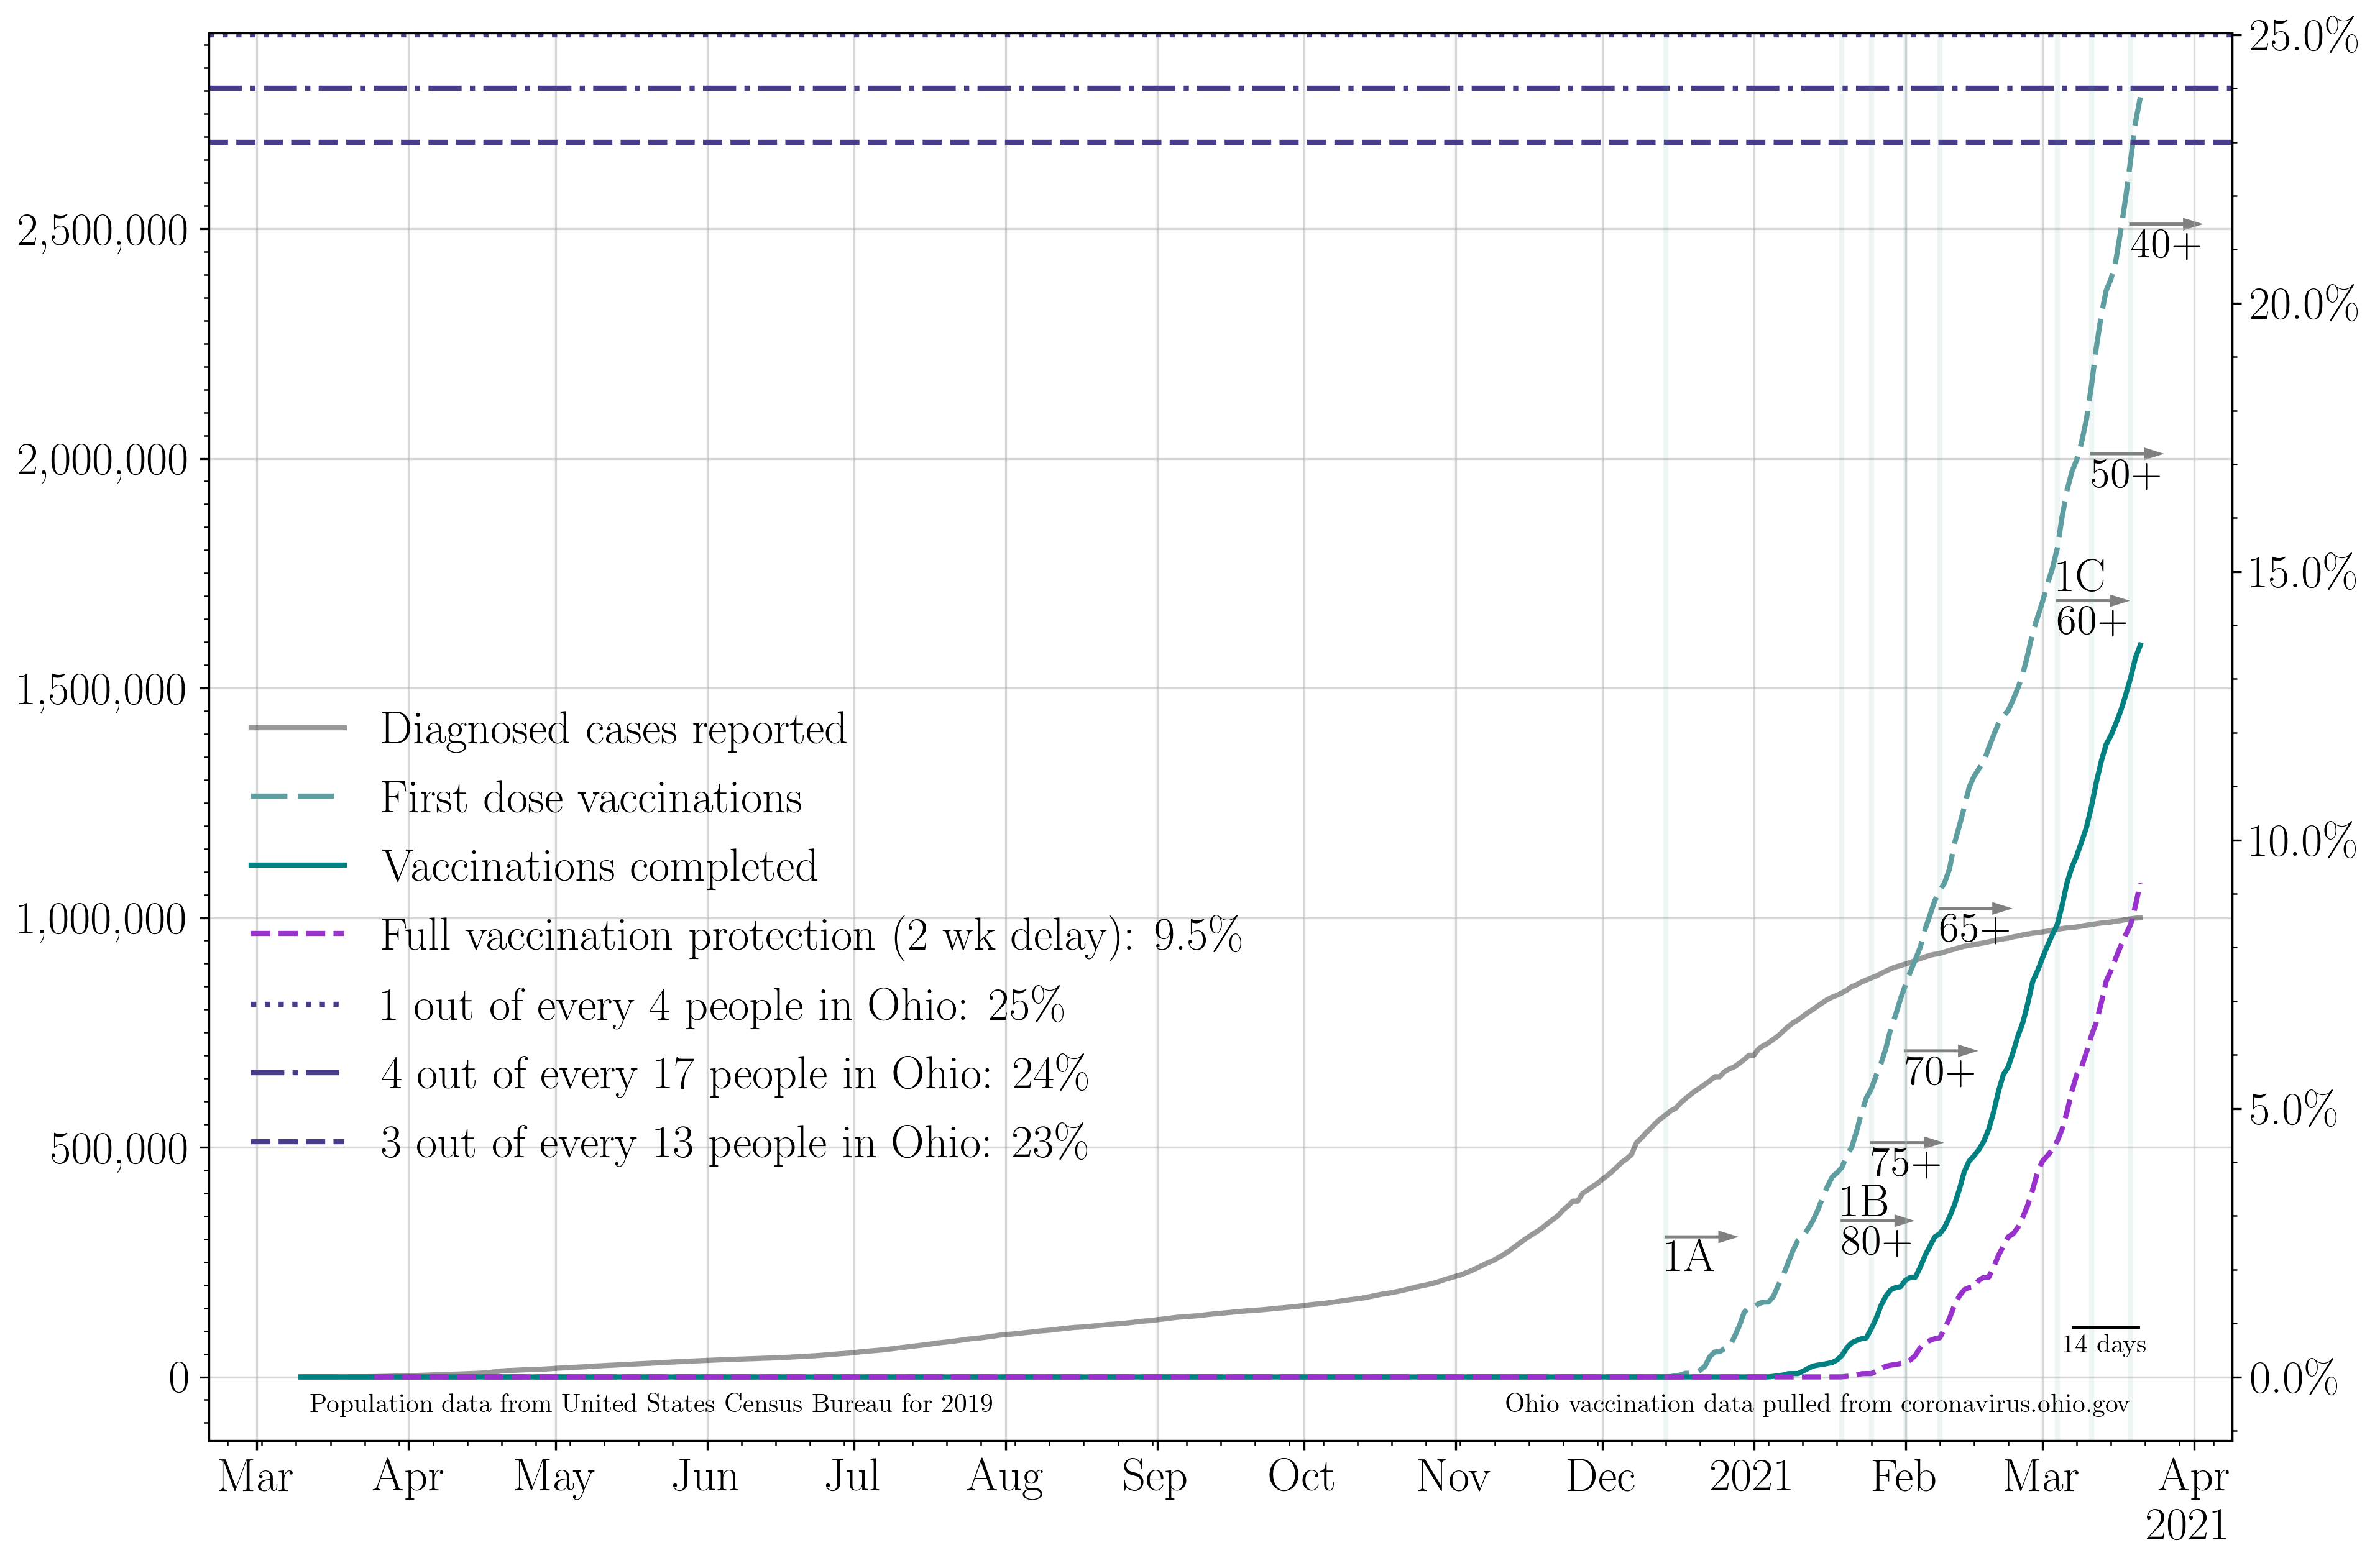 25.0%
2,500,000
40+
20.0%
2,000,000
50+
1C
15.0%
60+
1,500,000
Diagnosed cases reported
First dose vaccinations
10.0%
Vaccinations completed
1,000,000
Full vaccination protection (2 wk delay): 9.5%
65+
1 out of every 4 people in Ohio: 25%
4 out of every 17 people in Ohio: 24%
70+
5.0%
500,000
3 out of every 13 people in Ohio: 23%
75+
1B
80+
1A
14 days
0
0.0%
Population data from United States Census Bureau for 2019
Ohio vaccination data pulled from coronavirus.ohio.gov
Mar Apr May Jun Jul Aug Sep Oct Nov Dec 2021 Feb Mar Apr
2021